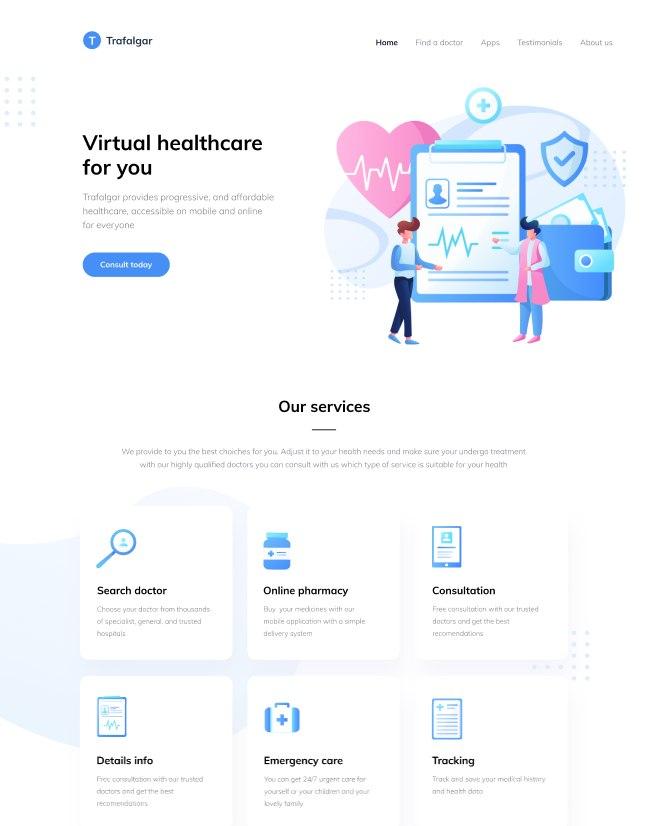 T Trafalgar
Home Find a doctor Apps Testimonials About us
Virtual healthcare
for you
Trafalgar provides progressive, and affordable
healthcare, accessible on mobile and online
for everyone
Consult today
Our services
We provide to you the best choiches for you. Adjust it to your health needs and make sure your undergo treatment
with our highly qualified doctors you can consult with us which type of service is suitable for your health
Search doctor
Choose your doctor from thousands
of specialist, general, and trusted
hospitals
Online pharmacy
Buy your medicines with our
mobile application with a simple
delivery system
Consultation
Free consultation with our trusted
doctors and get the best
recomendations
Details info
Free consultation with our trusted
doctors and get the best
recomendations
Emergency care
You can get 24/7 urgent care for
yourself or your children and your
lovely family
Tracking
Track and save your medical history
and health data